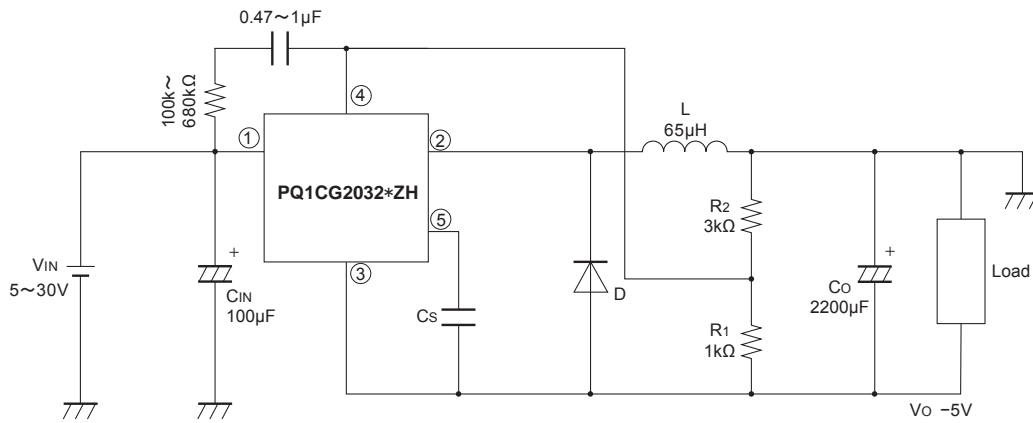 0.47～1μF
100k～
680kΩ
④
①
②
L
65μH
PQ1CG2032*ZH
⑤
③
R2
3kΩ
VIN
5～30V
+
CIN
100μF
CS
D
R1
1kΩ
+
CO
2200μF
Load
VO −5V